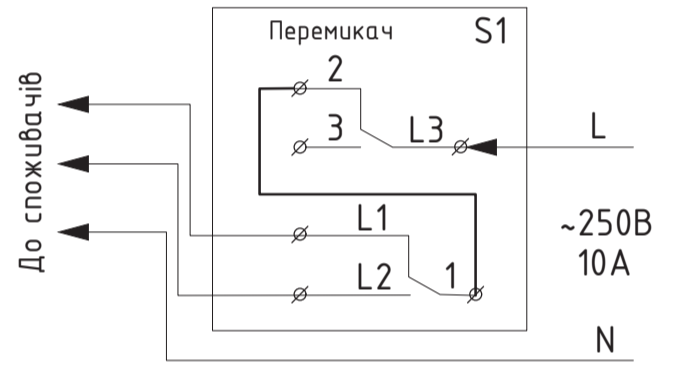 Перемикач
S1
До споживачів
2
3
L3
L
L1
~250В
10А
L2
1
N